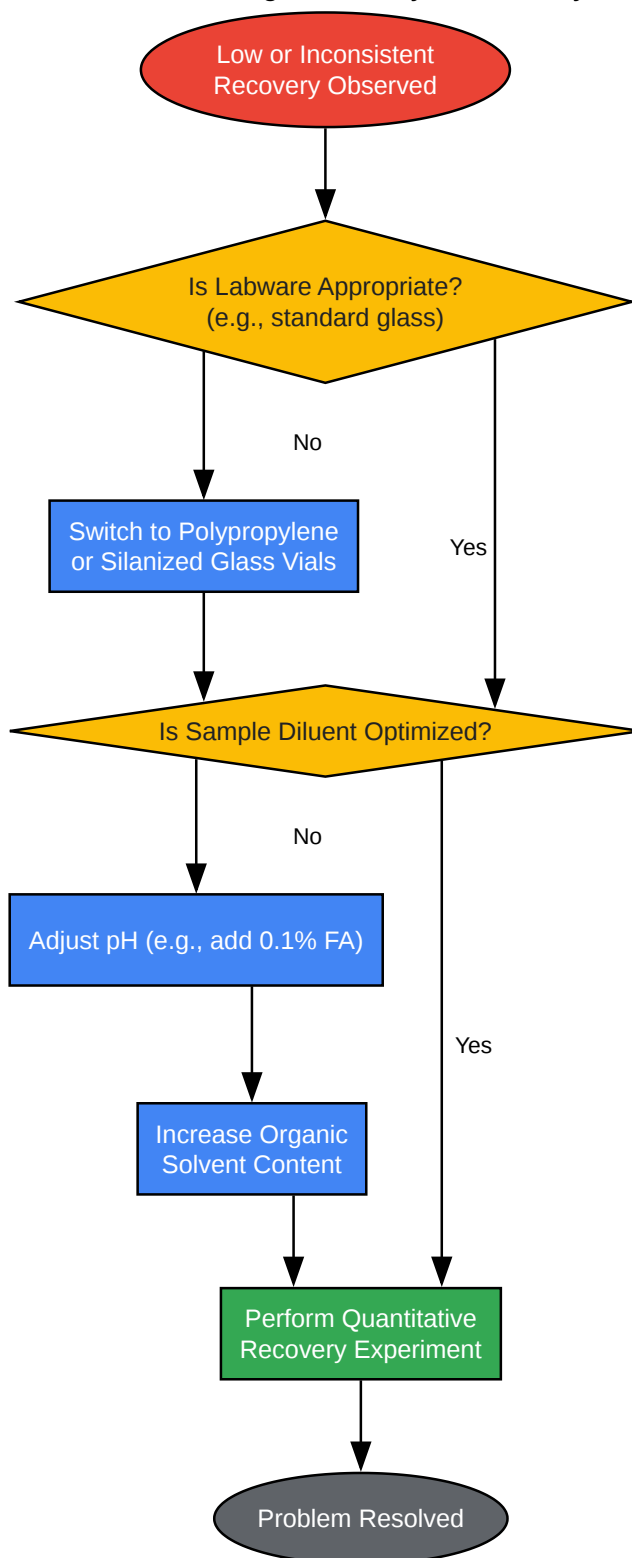 Low or Inconsistent
Recovery Observed
Is Labware Appropriate?
(e.g., standard glass)
No
Switch to Polypropylene
or Silanized Glass Vials
Yes
Is Sample Diluent Optimized?
No
Adjust pH (e.g., add 0.1% FA)
Yes
Increase Organic
Solvent Content
Perform Quantitative
Recovery Experiment
Problem Resolved